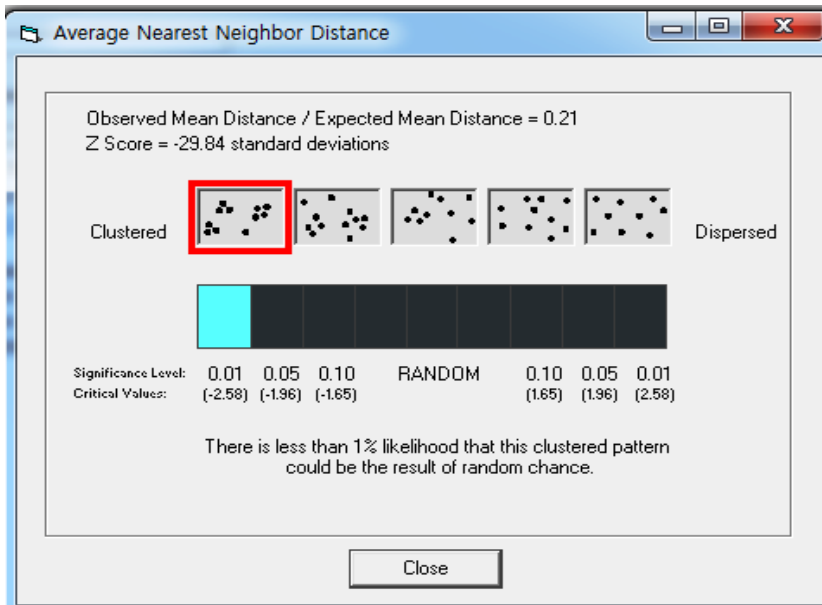 Average Nearest Neighbor Distance
Observed Mean Distance / Expected Mean Distance = 0.21
Z Score = -29.84 standard deviations
Clustered
Dispersed
Significance Level: 0.01 0.05 0.10 RANDOM 0.10 0.05 0.01
Critical Values: (-2.58) (-1.96) (-1.65) (1.65) (1.96) (2.58)
There is less than 1% likelihood that this clustered pattern
could be the result of random chance.
Close